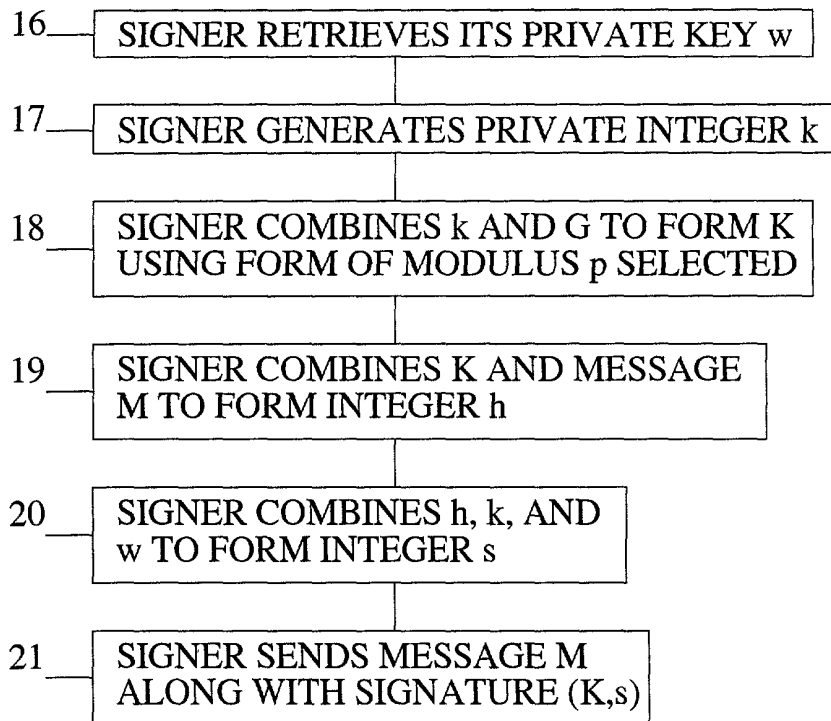 16 SIGNER RETRIEVES ITS PRIVATE KEY w
17 SIGNER GENERATES PRIVATE INTEGER k
18 SIGNER COMBINES k AND G TO FORM K
USING FORM OF MODULUS p SELECTED
19 SIGNER COMBINES K AND MESSAGE
M TO FORM INTEGER h
20 SIGNER COMBINES h, k, AND
w TO FORM INTEGER s
21 SIGNER SENDS MESSAGE M
ALONG WITH SIGNATURE (K,s)